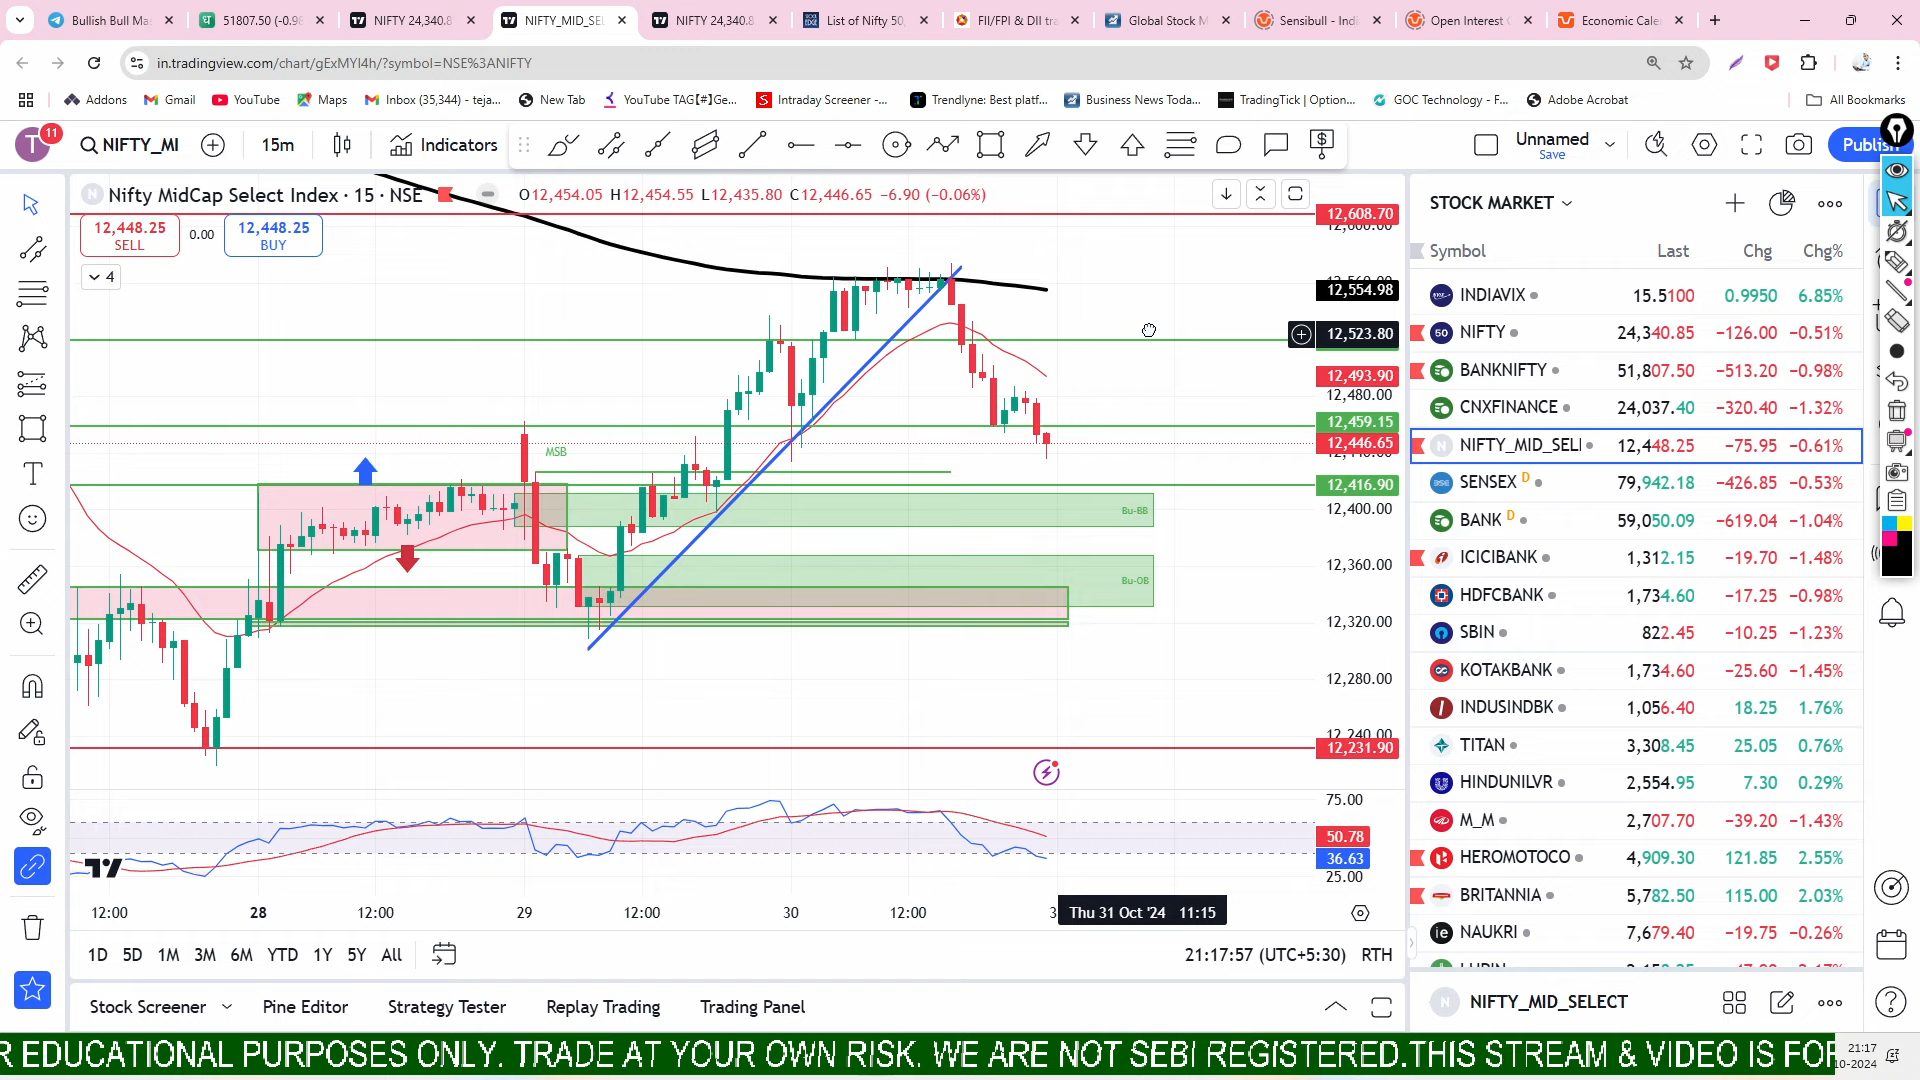 Bullish Bull Ma
51807.50 (-0.98
NIFTY 24,340.8
NIFTY_MID_SEL
NIFTY 24,340.8
List of Nifty 50,
FII/FPI & DII tra
Global Stock M
Sensibull - Indi
Open Interest
Economic Cale
in.tradingview.com/chart/gExMYI4h/?symbol=NSE%3ANIFTY
Addons
Gmail
YouTube
Maps
Inbox (35,344) - teja...
New Tab
YouTube TAG【#】Ge...
Intraday Screener -...
Trendlyne: Best platf...
Business News Toda...
TradingTick | Option...
GOC Technology - F...
Adobe Acrobat
All Bookmarks
T 11
NIFTY_MI
15m
Indicators
Unnamed
Save
Publish
Nifty MidCap Select Index · 15 · NSE
O12,454.05 H12,454.55 L12,435.80 C12,446.65 −6.90 (−0.06%)
12,448.25
SELL
0.00
12,448.25
BUY
4
MSB
Bu-BB
Bu-OB
12,608.70
12,600.00
12,554.98
12,523.80
12,493.90
12,480.00
12,459.15
12,446.65
12,416.90
12,400.00
12,360.00
12,320.00
12,280.00
12,240.00
12,231.90
75.00
50.78
36.63
25.00
12:00
28
12:00
29
12:00
30
12:00
Thu 31 Oct '24 11:15
1D 5D 1M 3M 6M YTD 1Y 5Y All
21:17:57 (UTC+5:30) RTH
Stock Screener
Pine Editor
Strategy Tester
Replay Trading
Trading Panel
STOCK MARKET
Symbol Last Chg Chg%
INDIAVIX 15.5100 0.9950 6.85%
50 NIFTY 24,340.85 −126.00 −0.51%
BANKNIFTY 51,807.50 −513.20 −0.98%
CNXFINANCE 24,037.40 −320.40 −1.32%
N NIFTY_MID_SEL 12,448.25 −75.95 −0.61%
SENSEX D 79,942.18 −426.85 −0.53%
BANK D 59,050.09 −619.04 −1.04%
ICICIBANK 1,312.15 −19.70 −1.48%
HDFCBANK 1,734.60 −17.25 −0.98%
SBIN 822.45 −10.25 −1.23%
KOTAKBANK 1,734.60 −25.60 −1.45%
INDUSINDBK 1,056.40 18.25 1.76%
TITAN 3,308.45 25.05 0.76%
HINDUNILVR 2,554.95 7.30 0.29%
M_M 2,707.70 −39.20 −1.43%
HEROMOTOCO 4,909.30 121.85 2.55%
BRITANNIA 5,782.50 115.00 2.03%
NAUKRI 7,679.40 −19.75 −0.26%
N NIFTY_MID_SELECT
R EDUCATIONAL PURPOSES ONLY. TRADE AT YOUR OWN RISK. WE ARE NOT SEBI REGISTERED.THIS STREAM & VIDEO IS FOR
21:17
10-2024